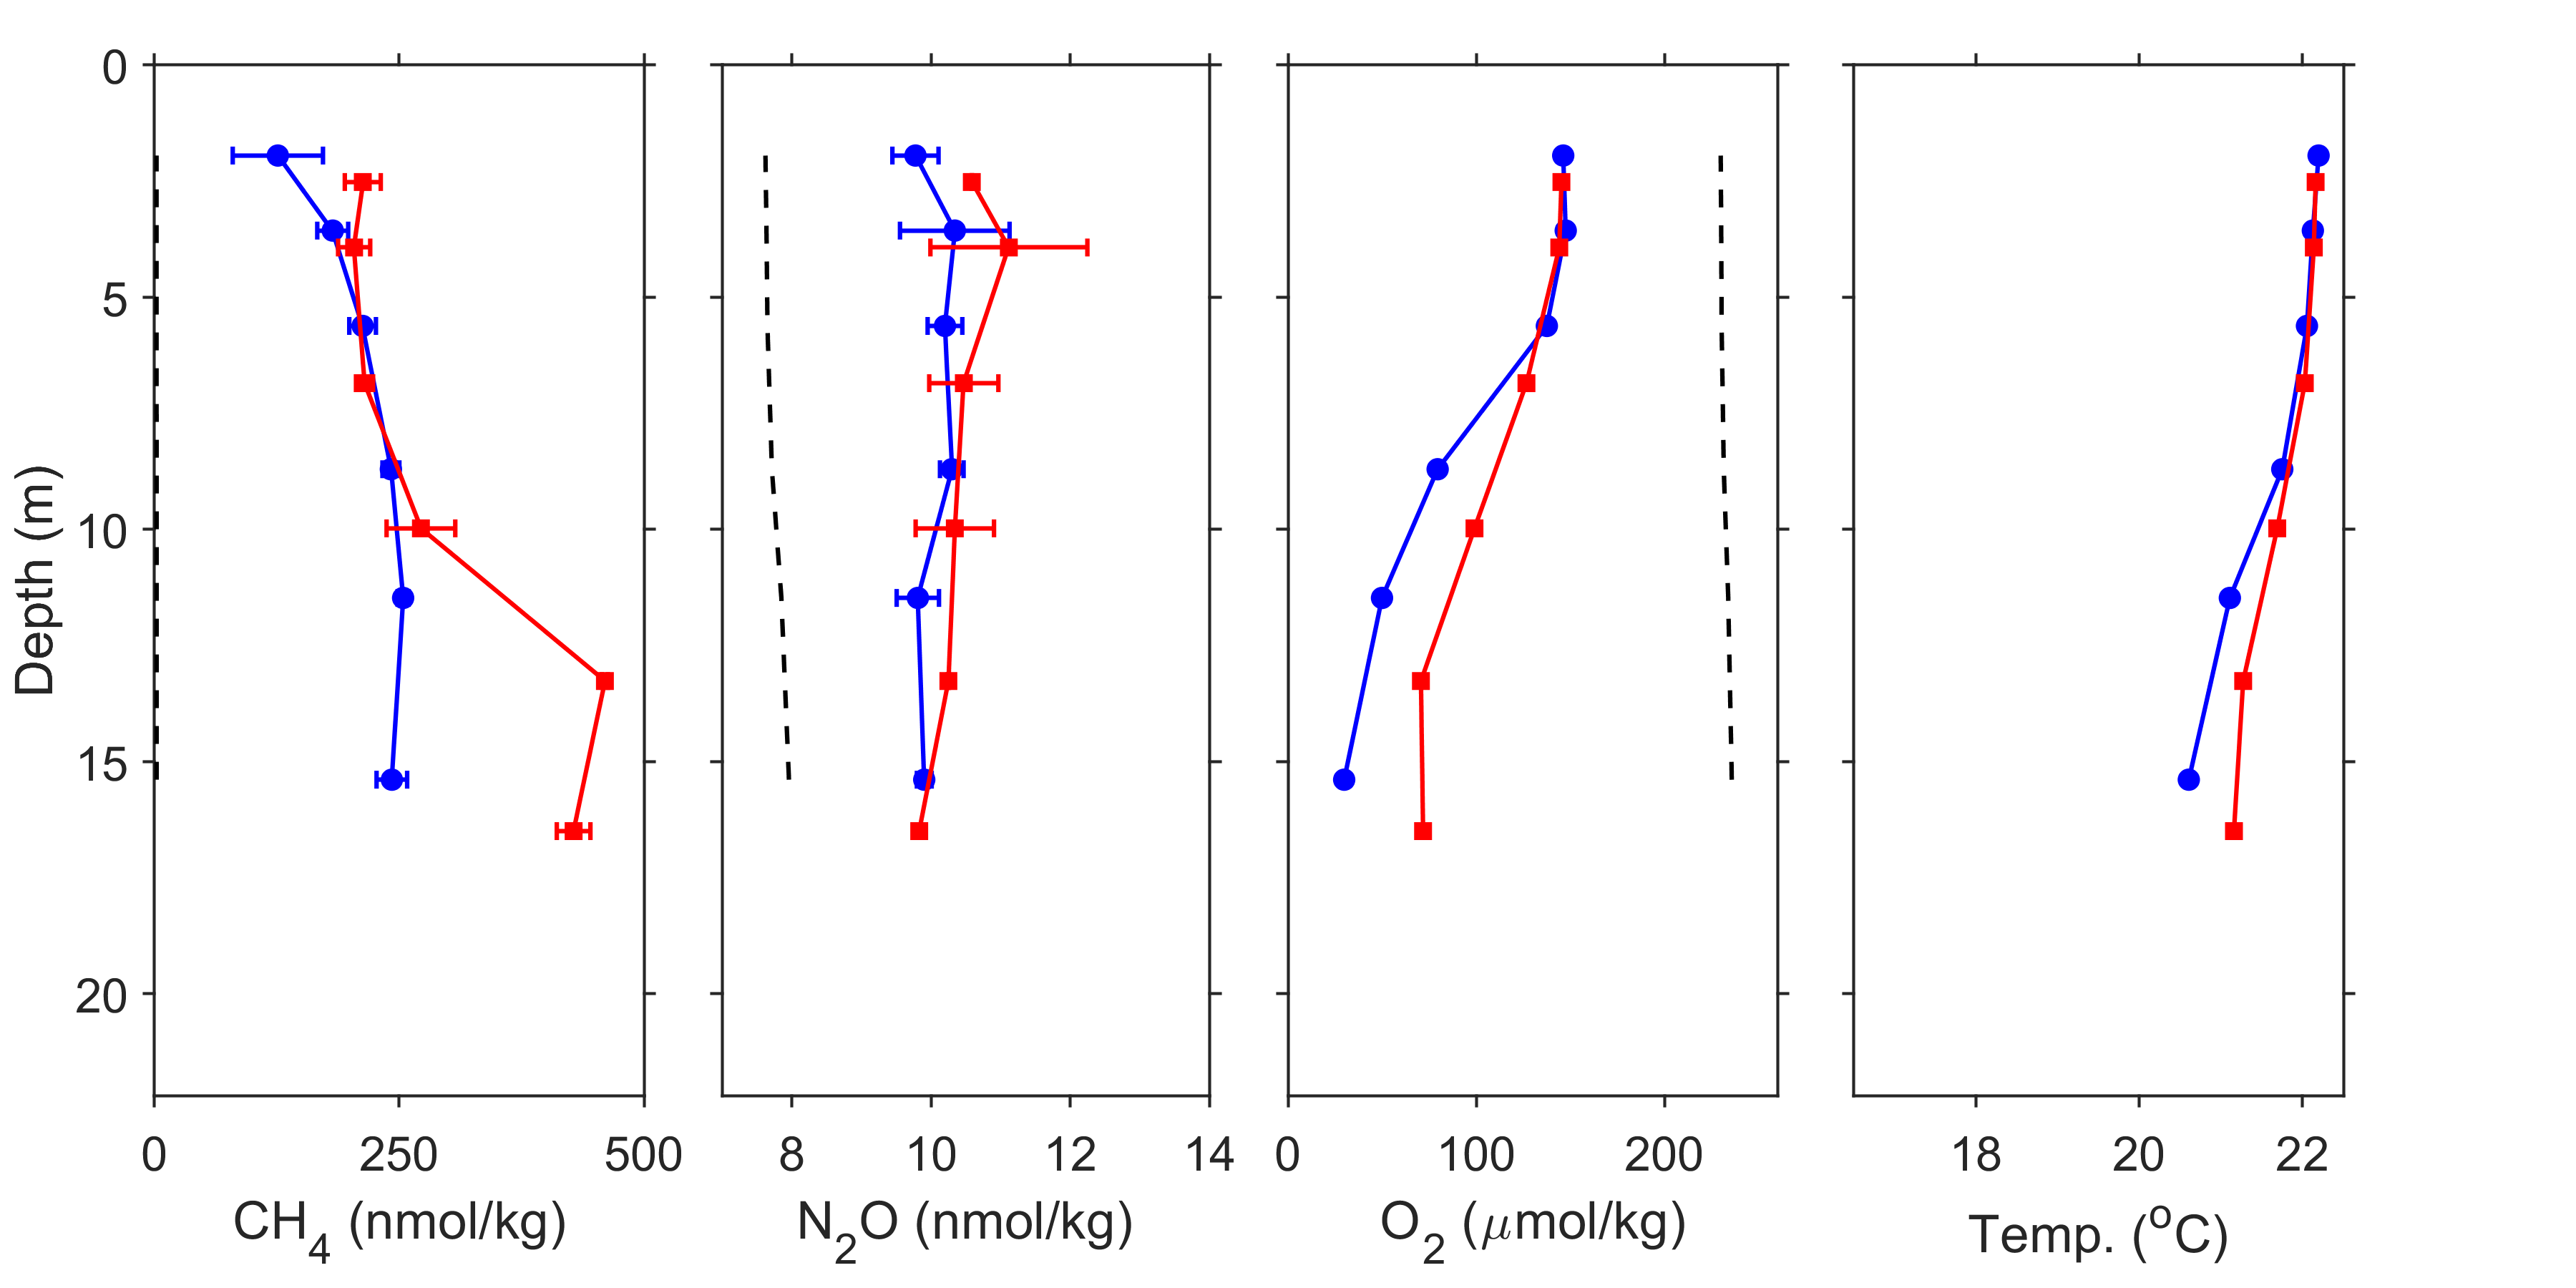 0
5
10
15
20
Depth (m)
0 250 500
8 10 12 14
0 100 200
18 20 22
CH4 (nmol/kg)
N2O (nmol/kg)
O2 (μmol/kg)
Temp. (oC)